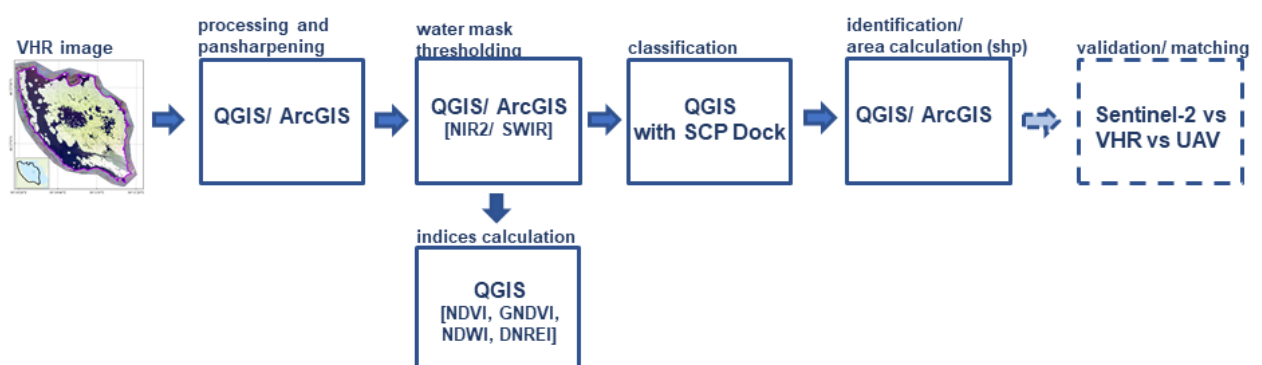 VHR image
processing and
pansharpening
QGIS/ ArcGIS
water mask
thresholding
QGIS/ ArcGIS
[NIR2/ SWIR]
classification
QGIS
with SCP Dock
identification/
area calculation (shp)
QGIS/ ArcGIS
validation/ matching
Sentinel-2 vs
VHR vs UAV
indices calculation
QGIS
[NDVI, GNDVI,
NDWI, DNREI]